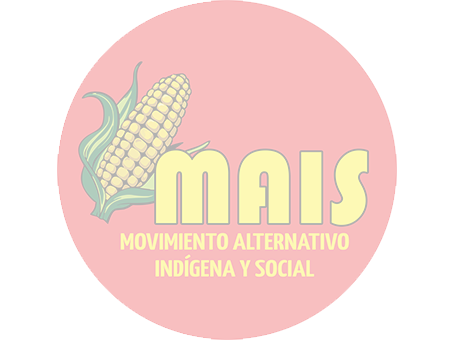 MAIS
MOVIMIENTO ALTERNATIVO
INDÍGENA Y SOCIAL